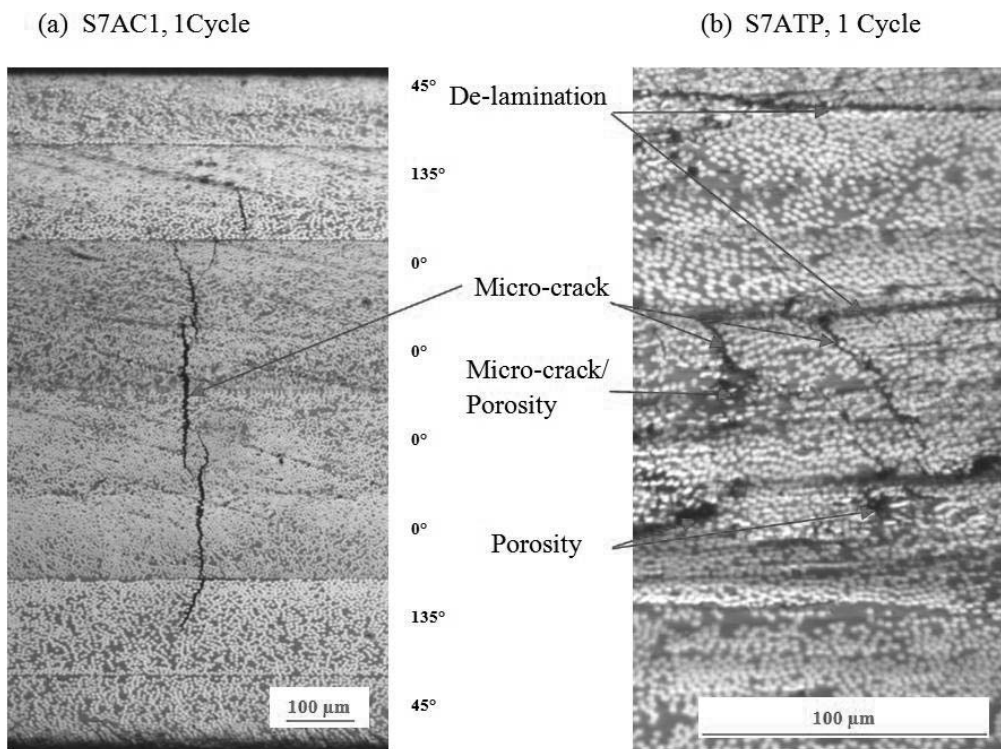 (a) S7AC1, 1Cycle
(b) S7ATP, 1 Cycle
45°
De-lamination
135°
0°
Micro-crack
0°
Micro-crack/
Porosity
0°
0°
Porosity
135°
45°
100 µm
100 µm